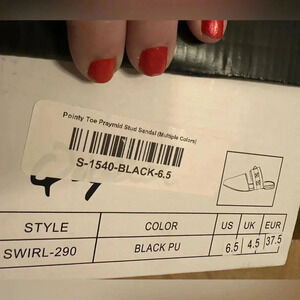 Pointy Toe Praymid Stud Sandal (Multiple Colors)
S-1540-BLACK-6.5
STYLE COLOR US UK EUR
SWIRL-290 BLACK PU 6.5 4.5 37.5